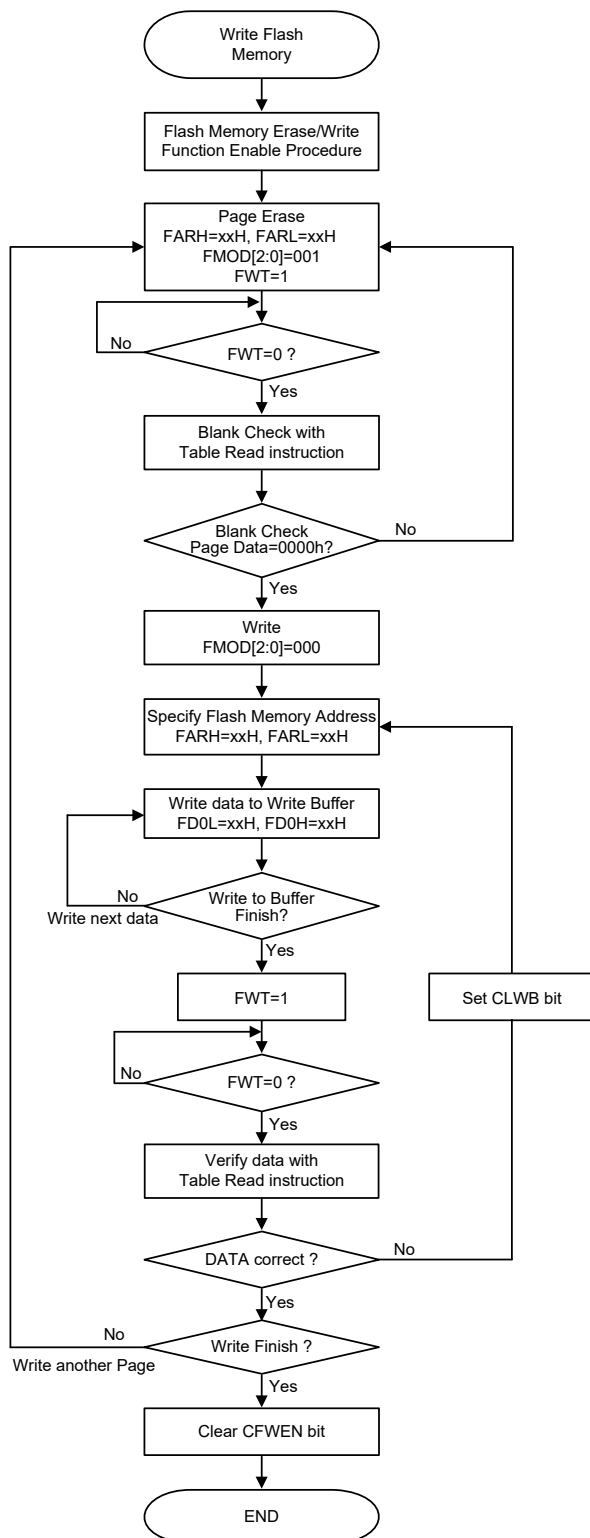 Write Flash
Memory
Flash Memory Erase/Write
Function Enable Procedure
Page Erase
FARH=xxH, FARL=xxH
FMOD[2:0]=001
FWT=1
No
FWT=0 ?
Yes
Blank Check with
Table Read instruction
Blank Check
Page Data=0000h?
No
Yes
Write
FMOD[2:0]=000
Specify Flash Memory Address
FARH=xxH, FARL=xxH
Write data to Write Buffer
FD0L=xxH, FD0H=xxH
No
Write next data
Write to Buffer
Finish?
Yes
FWT=1
Set CLWB bit
No
FWT=0 ?
Yes
Verify data with
Table Read instruction
DATA correct ?
No
Yes
No
Write another Page
Write Finish ?
Yes
Clear CFWEN bit
END